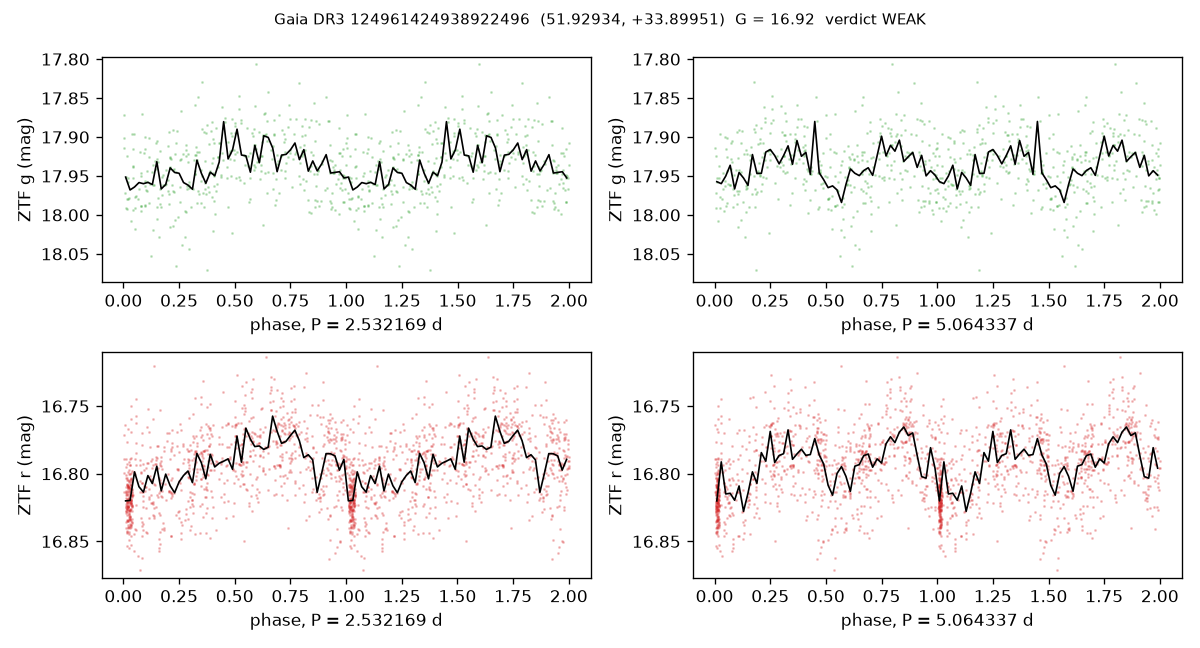 Gaia DR3 124961424938922496 (51.92934, +33.89951) G = 16.92 verdict WEAK
17.80
17.85
17.90
17.95
18.00
18.05
ZTF g (mag)
0.00 0.25 0.50 0.75 1.00 1.25 1.50 1.75 2.00
phase, P = 2.532169 d
17.80
17.85
17.90
17.95
18.00
18.05
ZTF g (mag)
0.00 0.25 0.50 0.75 1.00 1.25 1.50 1.75 2.00
phase, P = 5.064337 d
16.75
16.80
16.85
ZTF r (mag)
0.00 0.25 0.50 0.75 1.00 1.25 1.50 1.75 2.00
phase, P = 2.532169 d
16.75
16.80
16.85
ZTF r (mag)
0.00 0.25 0.50 0.75 1.00 1.25 1.50 1.75 2.00
phase, P = 5.064337 d